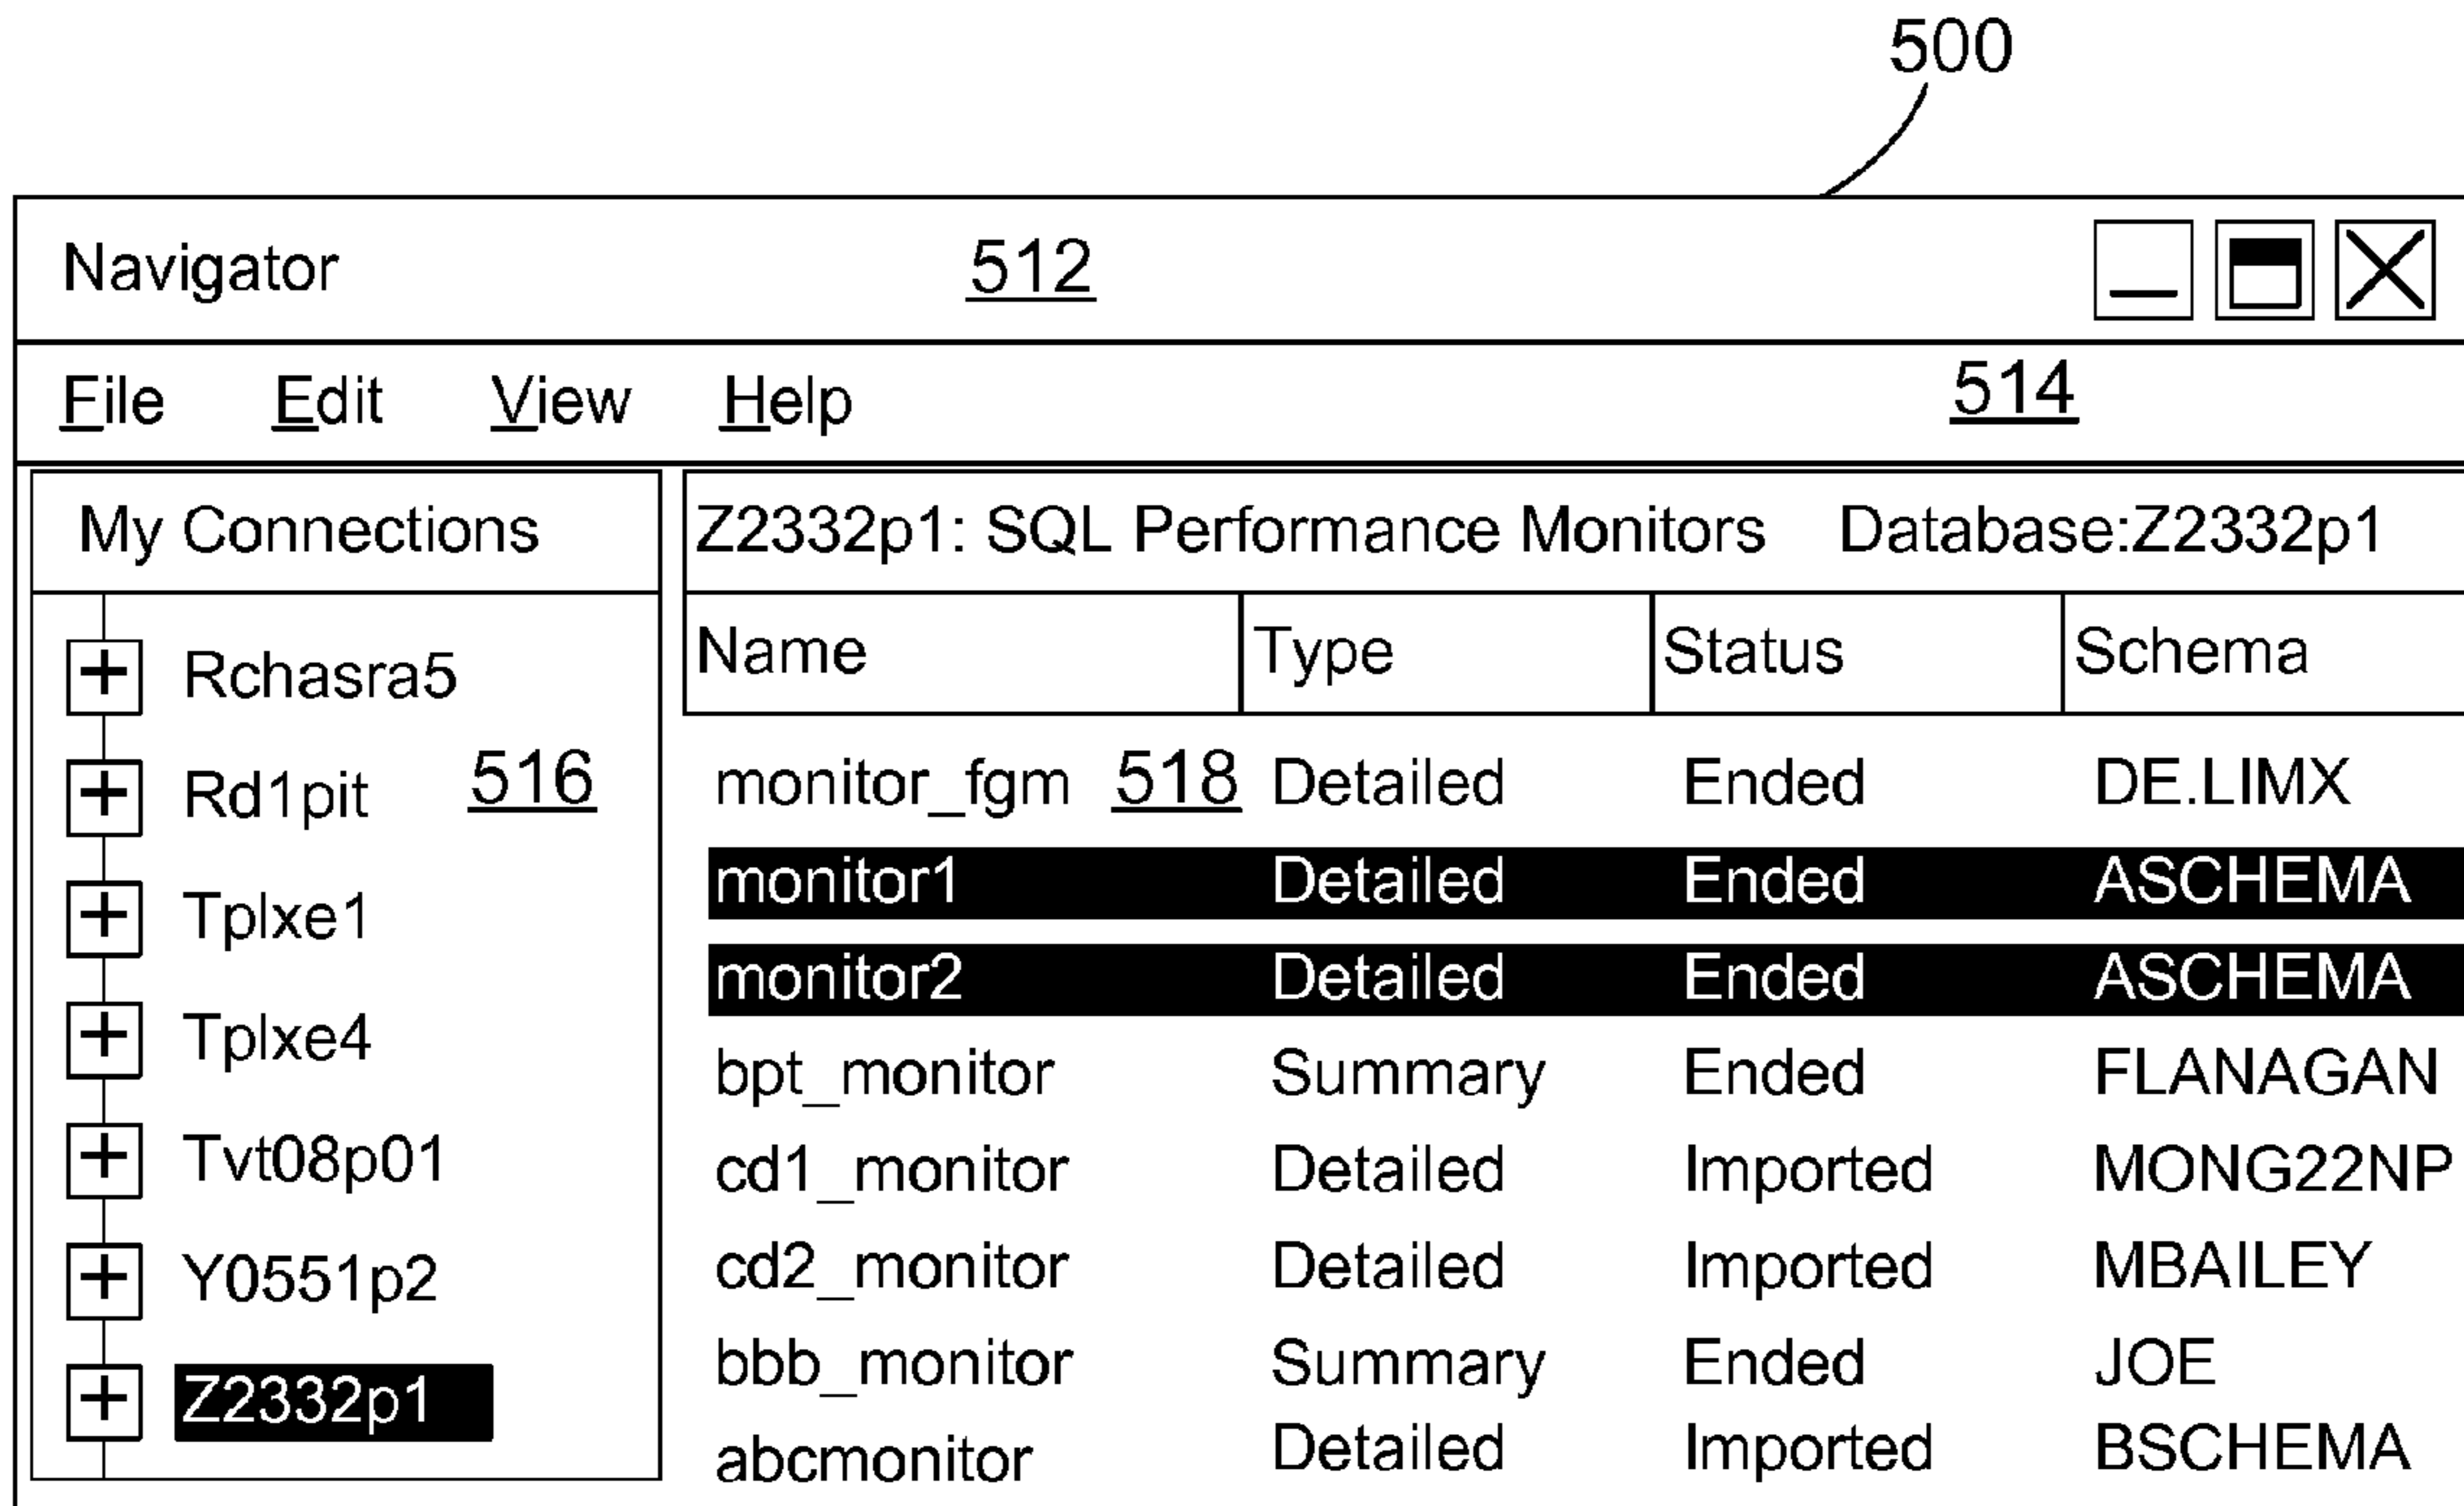 500
Navigator 512
File Edit View Help 514
My Connections
Rchasra5
Rd1pit 516
Tplxe1
Tplxe4
Tvt08p01
Y0551p2
Z2332p1
Z2332p1: SQL Performance Monitors Database:Z2332p1
Name Type Status Schema
monitor_fgm 518 Detailed Ended DE.LIMX
monitor1 Detailed Ended ASCHEMA
monitor2 Detailed Ended ASCHEMA
bpt_monitor Summary Ended FLANAGAN
cd1_monitor Detailed Imported MONG22NP
cd2_monitor Detailed Imported MBAILEY
bbb_monitor Summary Ended JOE
abcmonitor Detailed Imported BSCHEMA